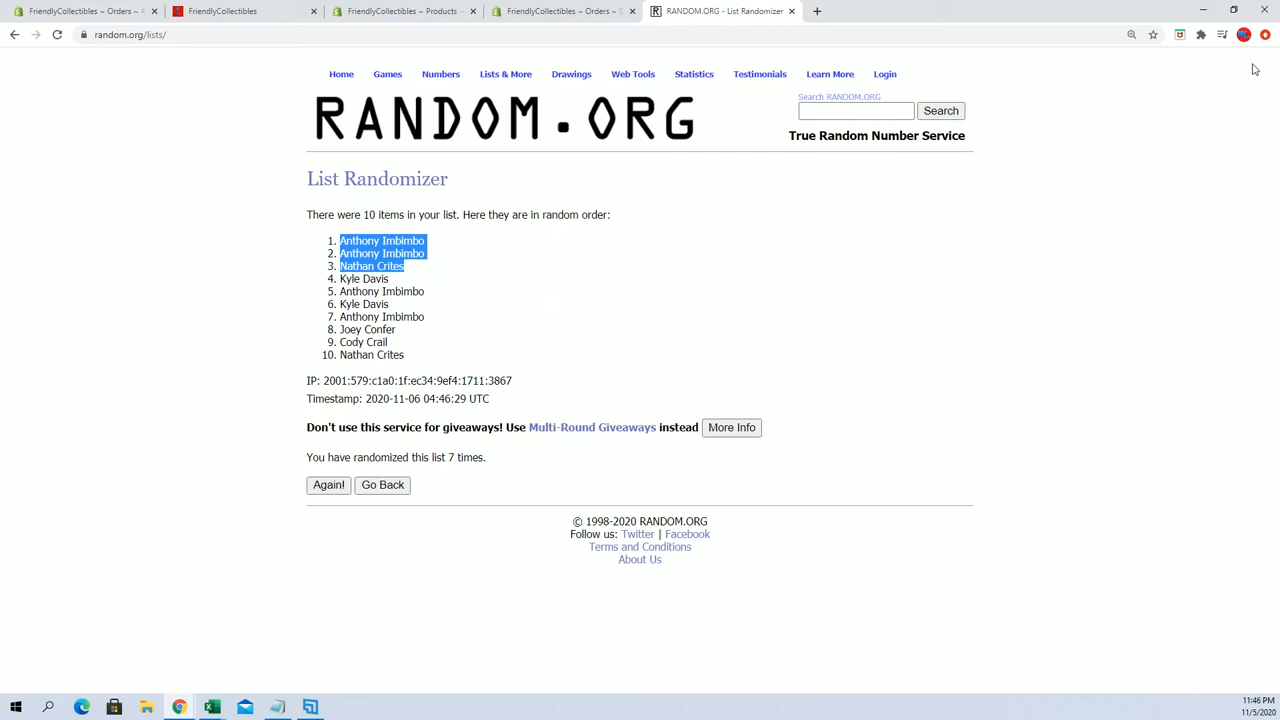 FriendlyCollectibles ~ Orders ~
FriendlyCollectibles
FriendlyCollectibles ~ Products
FriendlyCollectibles ~ Orders ~ S
RANDOM.ORG - List Randomizer
random.org/lists/
Home
Games
Numbers
Lists & More
Drawings
Web Tools
Statistics
Testimonials
Learn More
Login
RANDOM.ORG
Search RANDOM.ORG
Search
True Random Number Service
List Randomizer
There were 10 items in your list. Here they are in random order:
1. Anthony Imbimbo
2. Anthony Imbimbo
3. Nathan Crites
4. Kyle Davis
5. Anthony Imbimbo
6. Kyle Davis
7. Anthony Imbimbo
8. Joey Confer
9. Cody Crail
10. Nathan Crites
IP: 2001:579:c1a0:1f:ec34:9ef4:1711:3867
Timestamp: 2020-11-06 04:46:29 UTC
Don't use this service for giveaways! Use Multi-Round Giveaways instead More Info
You have randomized this list 7 times.
Again! Go Back
© 1998-2020 RANDOM.ORG
Follow us: Twitter | Facebook
Terms and Conditions
About Us
11:46 PM
11/5/2020